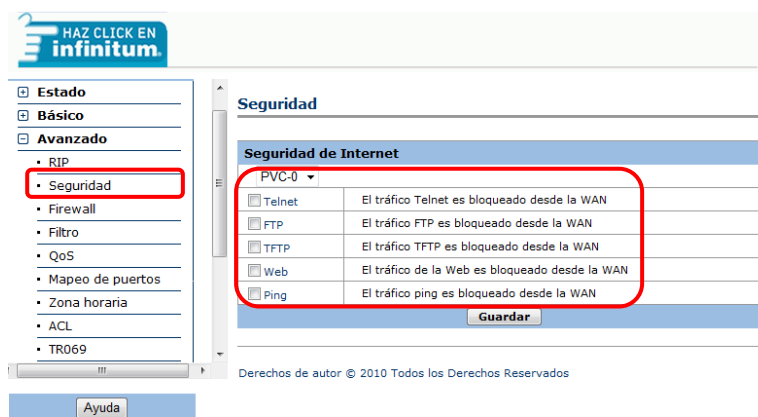 HAZ CLICK EN
infinitum.
Estado
Básico
Avanzado
RIP
Seguridad
Firewall
Filtro
QoS
Mapeo de puertos
Zona horaria
ACL
TR069
Ayuda
Seguridad
Seguridad de Internet
PVC-0
Telnet El tráfico Telnet es bloqueado desde la WAN
FTP El tráfico FTP es bloqueado desde la WAN
TFTP El tráfico TFTP es bloqueado desde la WAN
Web El tráfico de la Web es bloqueado desde la WAN
Ping El tráfico ping es bloqueado desde la WAN
Guardar
Derechos de autor © 2010 Todos los Derechos Reservados